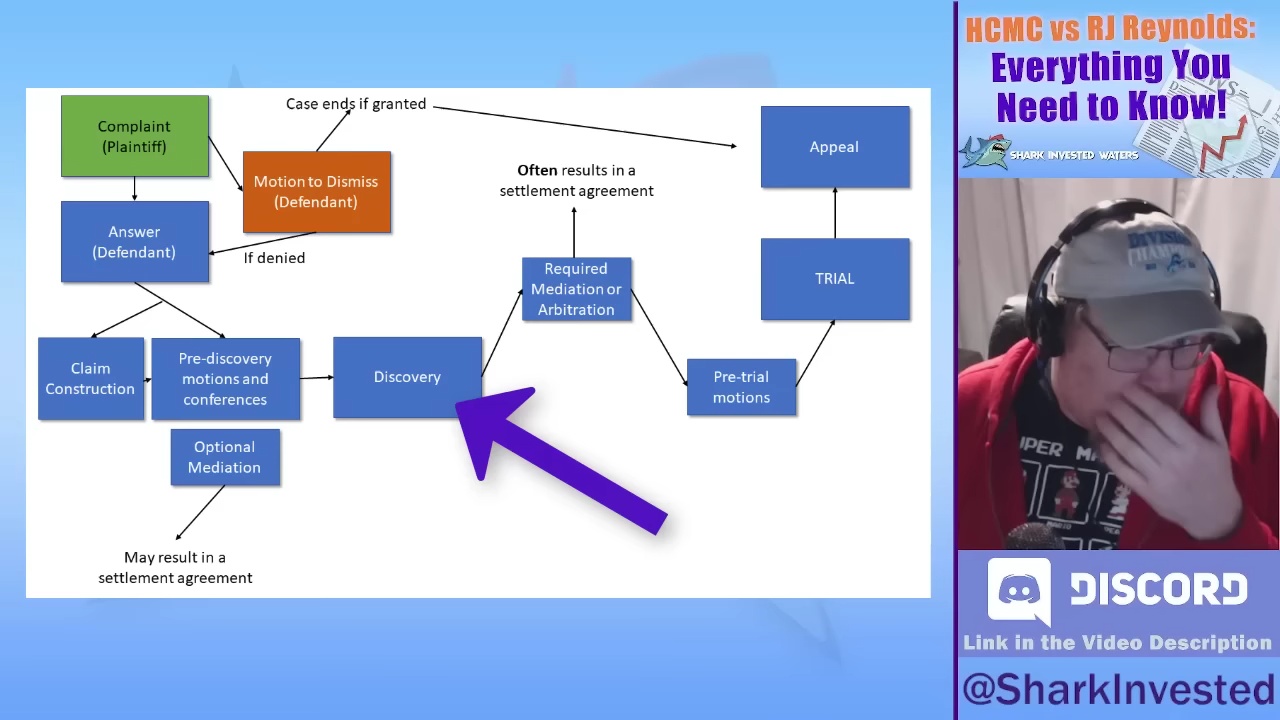 Complaint
(Plaintiff)
Case ends if granted
Motion to Dismiss
(Defendant)
Answer
(Defendant)
If denied
Claim
Construction
Pre-discovery
motions and
conferences
Optional
Mediation
May result in a
settlement agreement
Discovery
Often results in a
settlement agreement
Required
Mediation or
Arbitration
Pre-trial
motions
TRIAL
Appeal
HCMC vs RJ Reynolds:
Everything You
Need to Know!
SHARK INVESTED WATERS
MARIO
DISCORD
Link in the Video Description
@SharkInvested